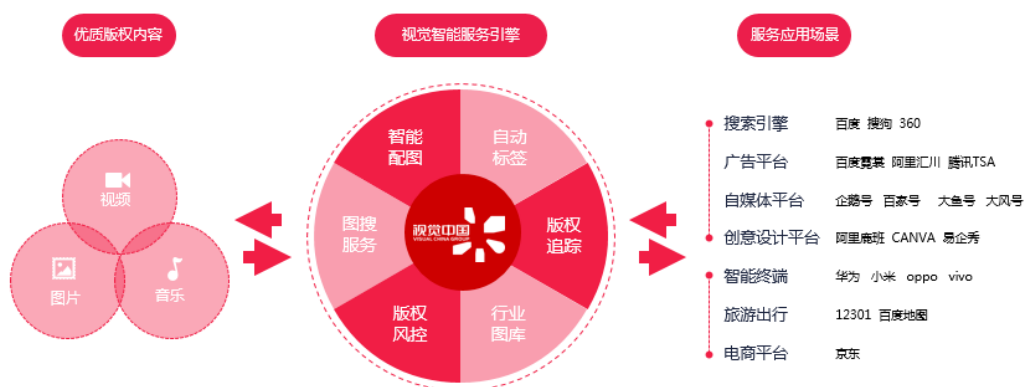 优质版权内容
视觉智能服务引擎
服务应用场景
视频
图片
音乐
智能
配图
自动
标签
图搜
服务
视觉中国
VISUAL CHINA GROUP
版权
追踪
版权
风控
行业
图库
搜索引擎 百度 搜狗 360
广告平台 百度霓裳 阿里汇川 腾讯TSA
自媒体平台 企鹅号 百家号 大鱼号 大风号
创意设计平台 阿里鹿班 CANVA 易企秀
智能终端 华为 小米 oppo vivo
旅游出行 12301 百度地图
电商平台 京东